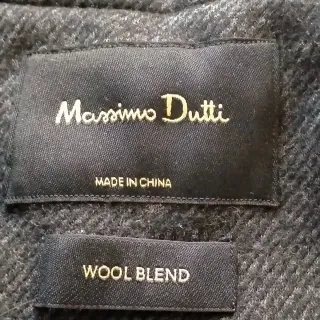 Massimo Dutti
MADE IN CHINA
WOOL BLEND